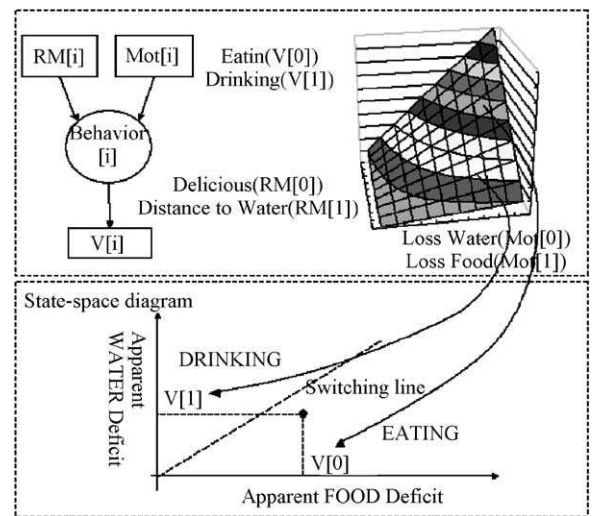 RM[i]
Mot[i]
Eatin(V[0])
Drinking(V[1])
Behavior
[i]
Delicious(RM[0])
Distance to Water(RM[1])
V[i]
Loss Water(Mot[0])
Loss Food(Mot[1])
State-space diagram
Apparent
WATER Deficit
DRINKING
Switching line
V[1]
EATING
V[0]
Apparent FOOD Deficit